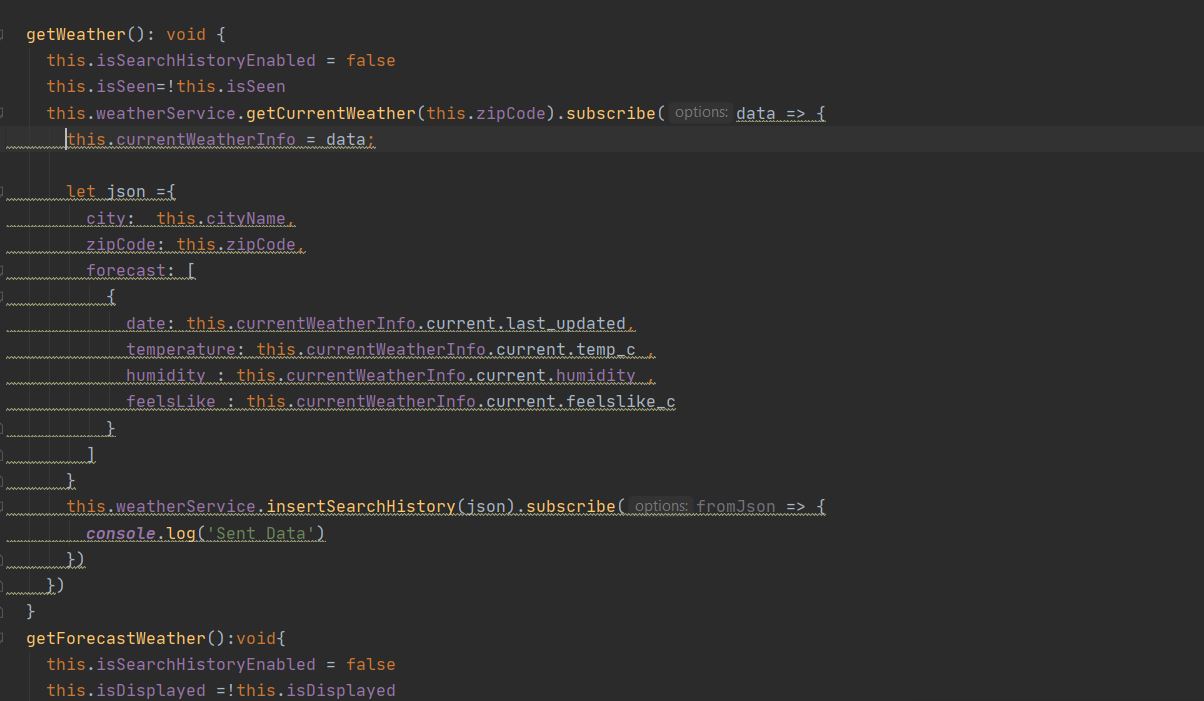 getWeather(): void {
this.isSearchHistoryEnabled = false
this.isSeen=!this.isSeen
this.weatherService.getCurrentWeather(this.zipCode).subscribe( options: data => {
this.currentWeatherInfo = data;
let json ={
city:  this.cityName,
zipCode: this.zipCode,
forecast: [
{
date: this.currentWeatherInfo.current.last_updated,
temperature: this.currentWeatherInfo.current.temp_c ,
humidity : this.currentWeatherInfo.current.humidity ,
feelsLike : this.currentWeatherInfo.current.feelslike_c
}
]
}
this.weatherService.insertSearchHistory(json).subscribe( options: fromJson => {
console.log('Sent Data')
})
})
}
getForecastWeather():void{
this.isSearchHistoryEnabled = false
this.isDisplayed =!this.isDisplayed